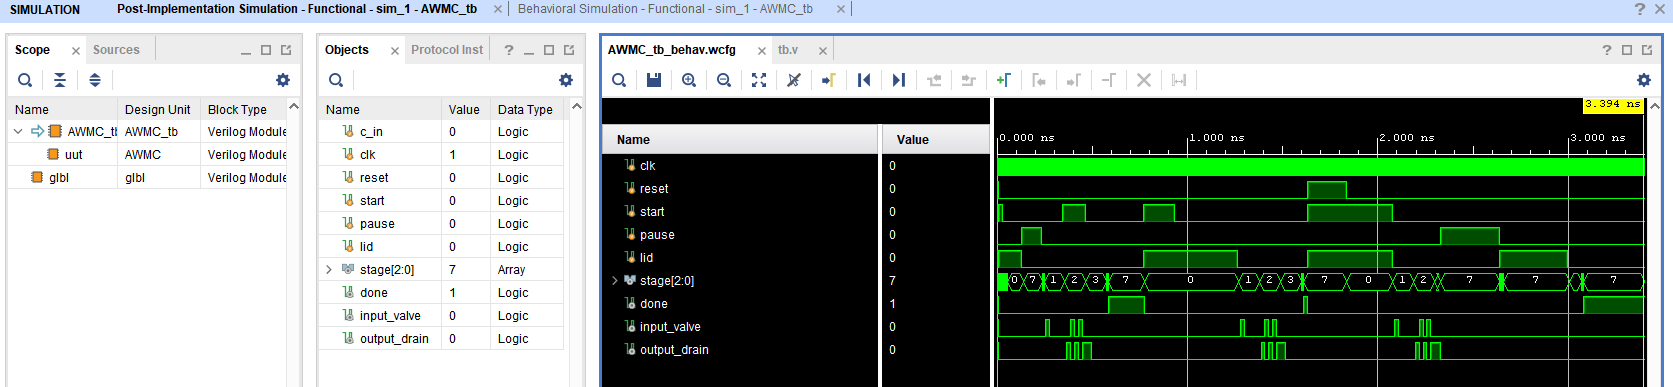 SIMULATION Post-Implementation Simulation - Functional - sim_1 - AWMC_tb × Behavioral Simulation - Functional - sim_1 - AWMC_tb × ? ×
Scope × Sources
Name Design Unit Block Type
AWMC_tb AWMC_tb Verilog Module
uut AWMC Verilog Module
glbl glbl Verilog Module
Objects × Protocol Inst ?
Name Value Data Type
c_in 0 Logic
clk 1 Logic
reset 0 Logic
start 0 Logic
pause 0 Logic
lid 0 Logic
stage[2:0] 7 Array
done 1 Logic
input_valve 0 Logic
output_drain 0 Logic
AWMC_tb_behav.wcfg × tb.v × ?
3.394 ns
Name Value 0.000 ns 1.000 ns 2.000 ns 3.000 ns
clk 0
reset 0
start 0
pause 0
lid 0
stage[2:0] 7 0 7 1 2 3 7 0 1 2 3 7 0 1 2 7 7 7
done 1
input_valve 0
output_drain 0